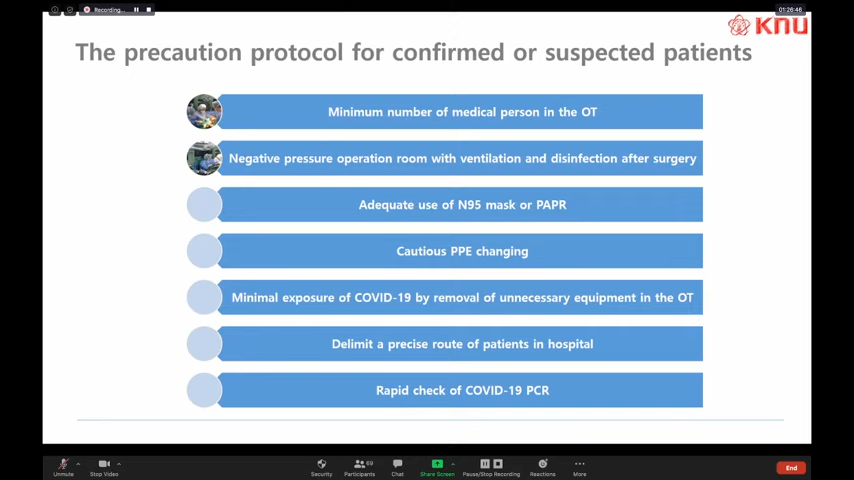 Recording...
01:26:46
KNU
The precaution protocol for confirmed or suspected patients
Minimum number of medical person in the OT
Negative pressure operation room with ventilation and disinfection after surgery
Adequate use of N95 mask or PAPR
Cautious PPE changing
Minimal exposure of COVID-19 by removal of unnecessary equipment in the OT
Delimit a precise route of patients in hospital
Rapid check of COVID-19 PCR
Unmute Stop Video Security Participants 69 Chat Share Screen Pause/Stop Recording Reactions More End